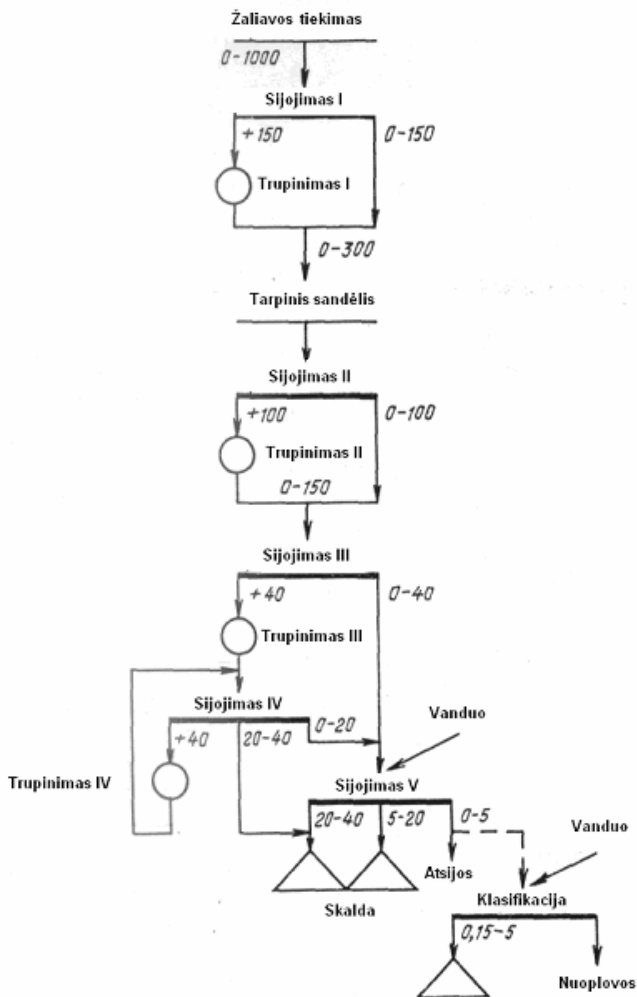 Žaliavos tiekimas
0-1000
Sijojimas I
+150
0-150
Trupinimas I
0-300
Tarpinis sandėlis
Sijojimas II
+100
0-100
Trupinimas II
0-150
Sijojimas III
+40
0-40
Trupinimas III
Sijojimas IV
0-20
Vanduo
+40
20-40
Trupinimas IV
Sijojimas V
20-40
5-20
0-5
Vanduo
Atsijos
Klasifikacija
Skalda
0,15-5
Nuoplovos